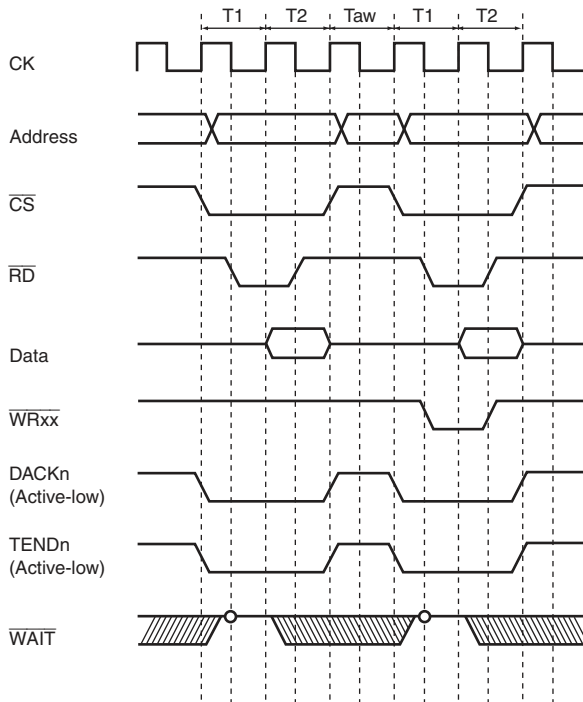 T1 T2 Taw T1 T2
CK
Address
CS
RD
Data
WRxx
DACKn
(Active-low)
TENDn
(Active-low)
WAIT